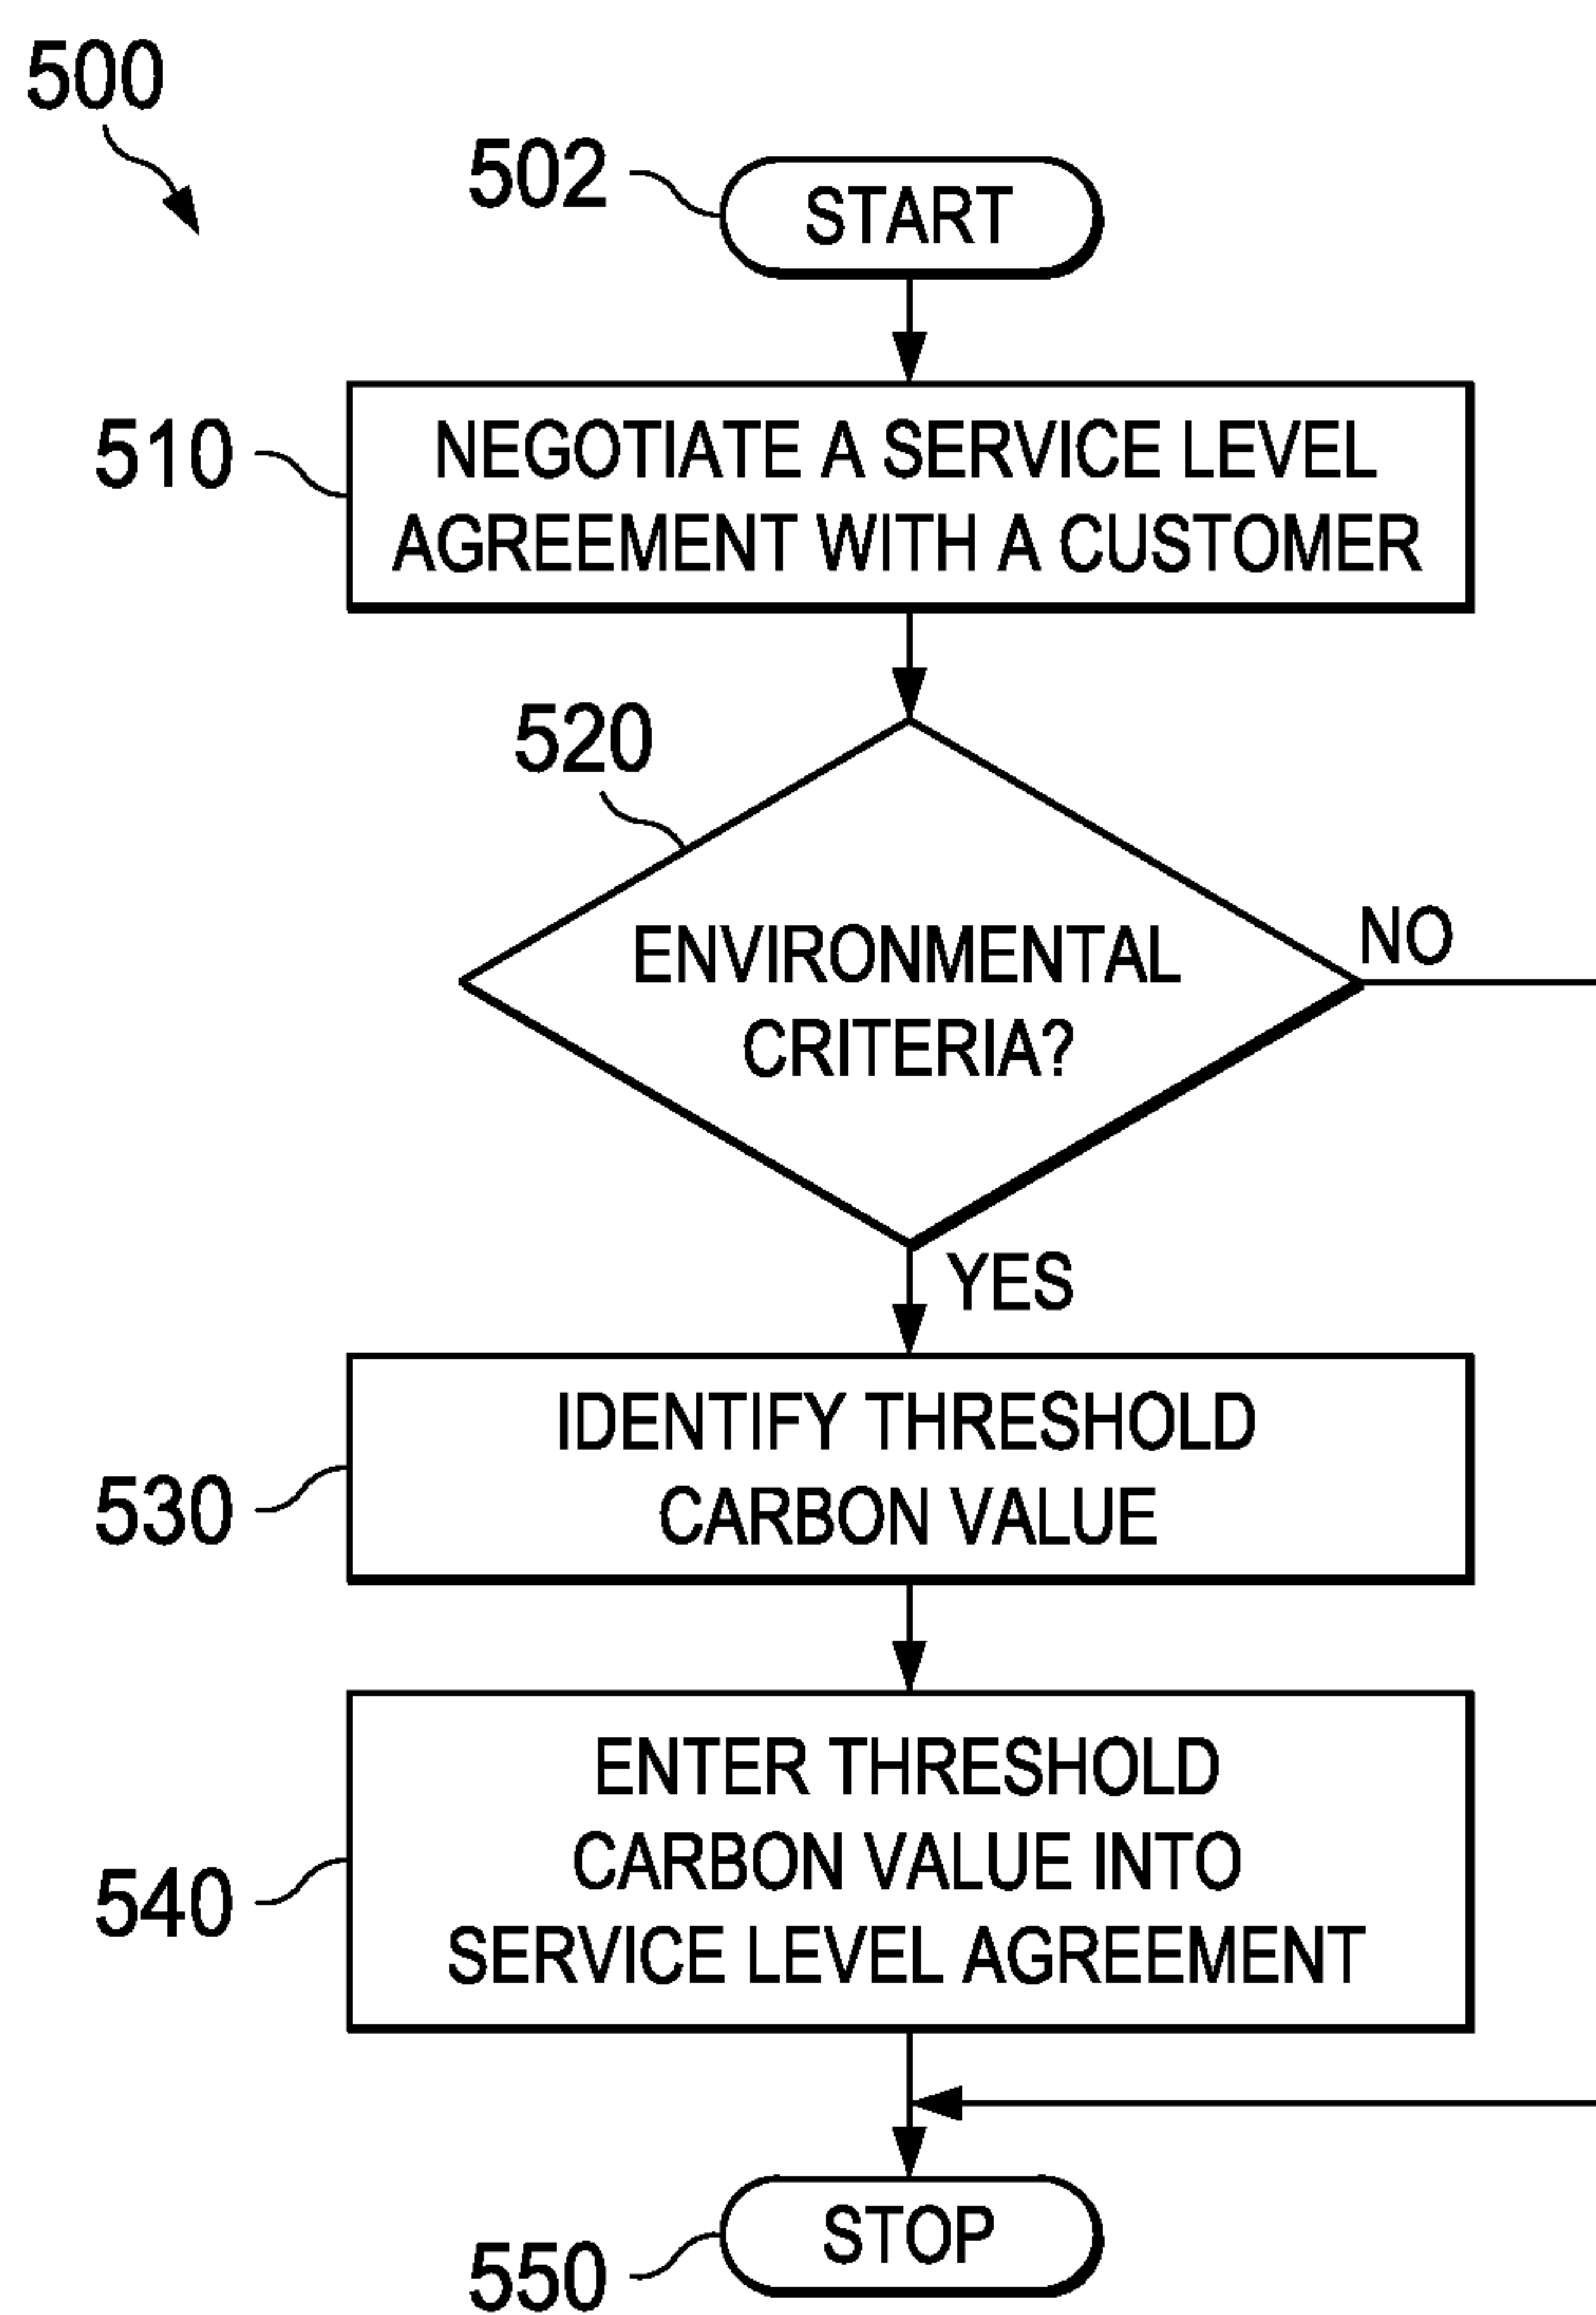 500
502
START
510
NEGOTIATE A SERVICE LEVEL
AGREEMENT WITH A CUSTOMER
520
ENVIRONMENTAL
CRITERIA?
NO
YES
530
IDENTIFY THRESHOLD
CARBON VALUE
540
ENTER THRESHOLD
CARBON VALUE INTO
SERVICE LEVEL AGREEMENT
550
STOP